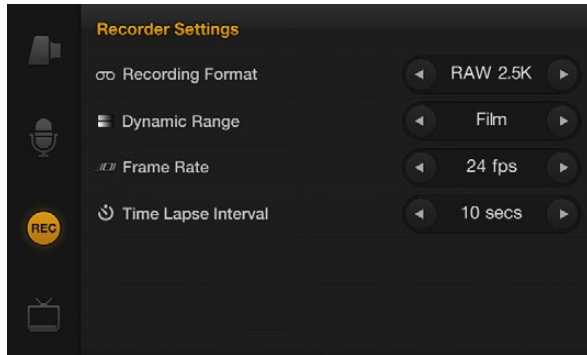 Recorder Settings
Recording Format RAW 2.5K
Dynamic Range Film
Frame Rate 24 fps
REC Time Lapse Interval 10 secs